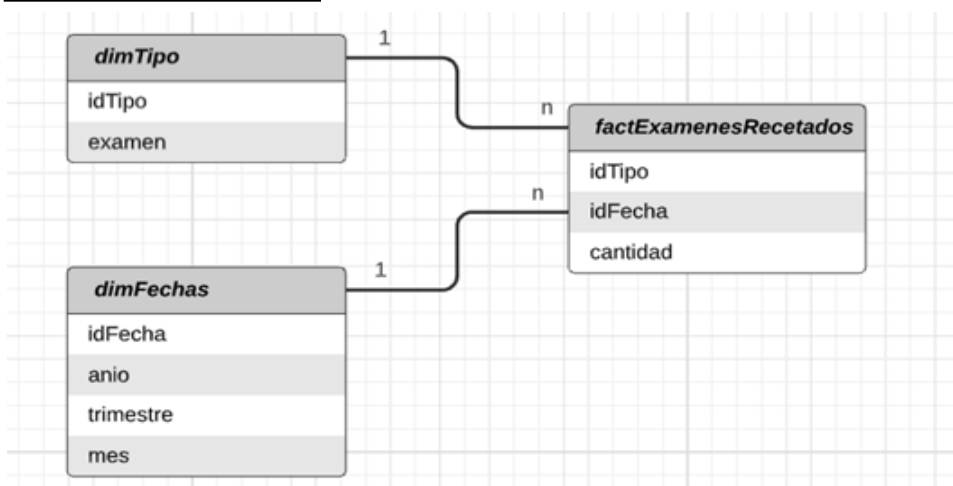 dimTipo
idTipo
examen
1
n
factExamenesRecetados
idTipo
idFecha
cantidad
n
1
dimFechas
idFecha
anio
trimestre
mes